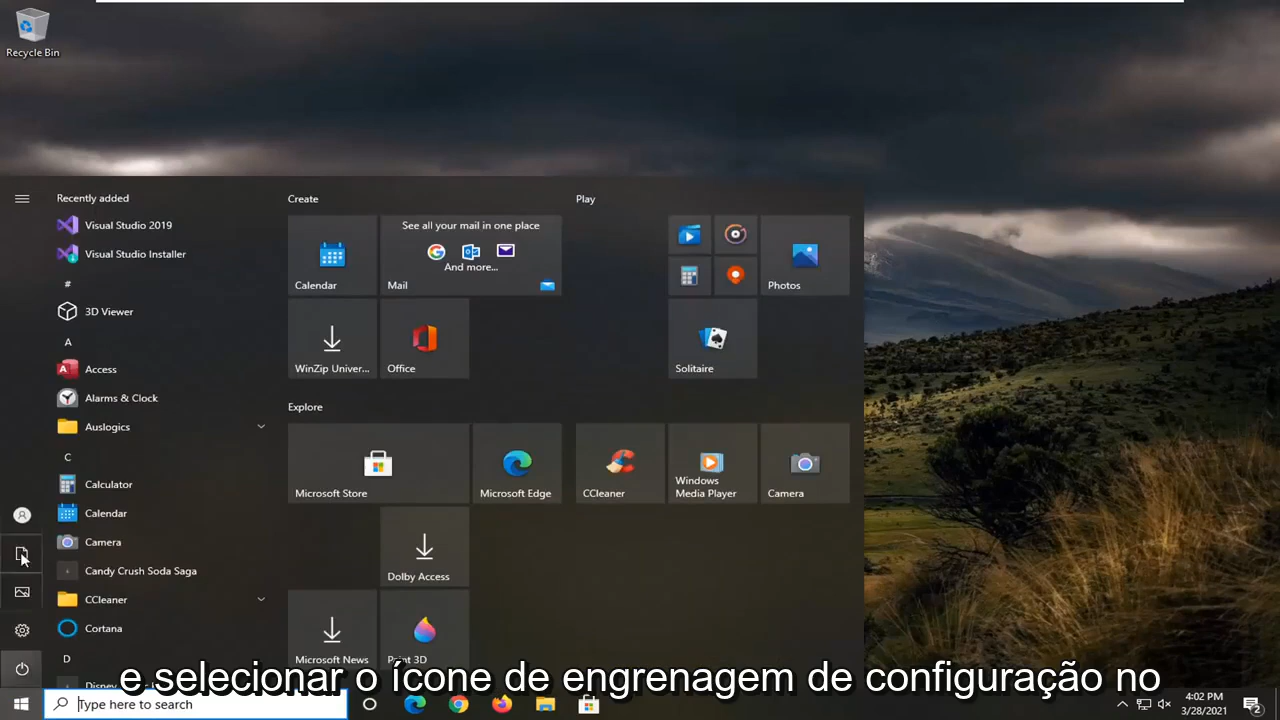 Recycle Bin
Recently added
Visual Studio 2019
Visual Studio Installer
#
3D Viewer
A
Access
Alarms & Clock
Auslogics
C
Calculator
Calendar
Camera
Candy Crush Soda Saga
CCleaner
Cortana
D
Create
Calendar
See all your mail in one place
And more...
Mail
WinZip Univer...
Office
Explore
Microsoft Store
Microsoft Edge
Dolby Access
Microsoft News
Paint 3D
Play
Photos
Solitaire
CCleaner
Windows
Media Player
Camera
e selecionar o ícone de engrenagem de configuração no
Type here to search
4:02 PM
3/28/2021
2